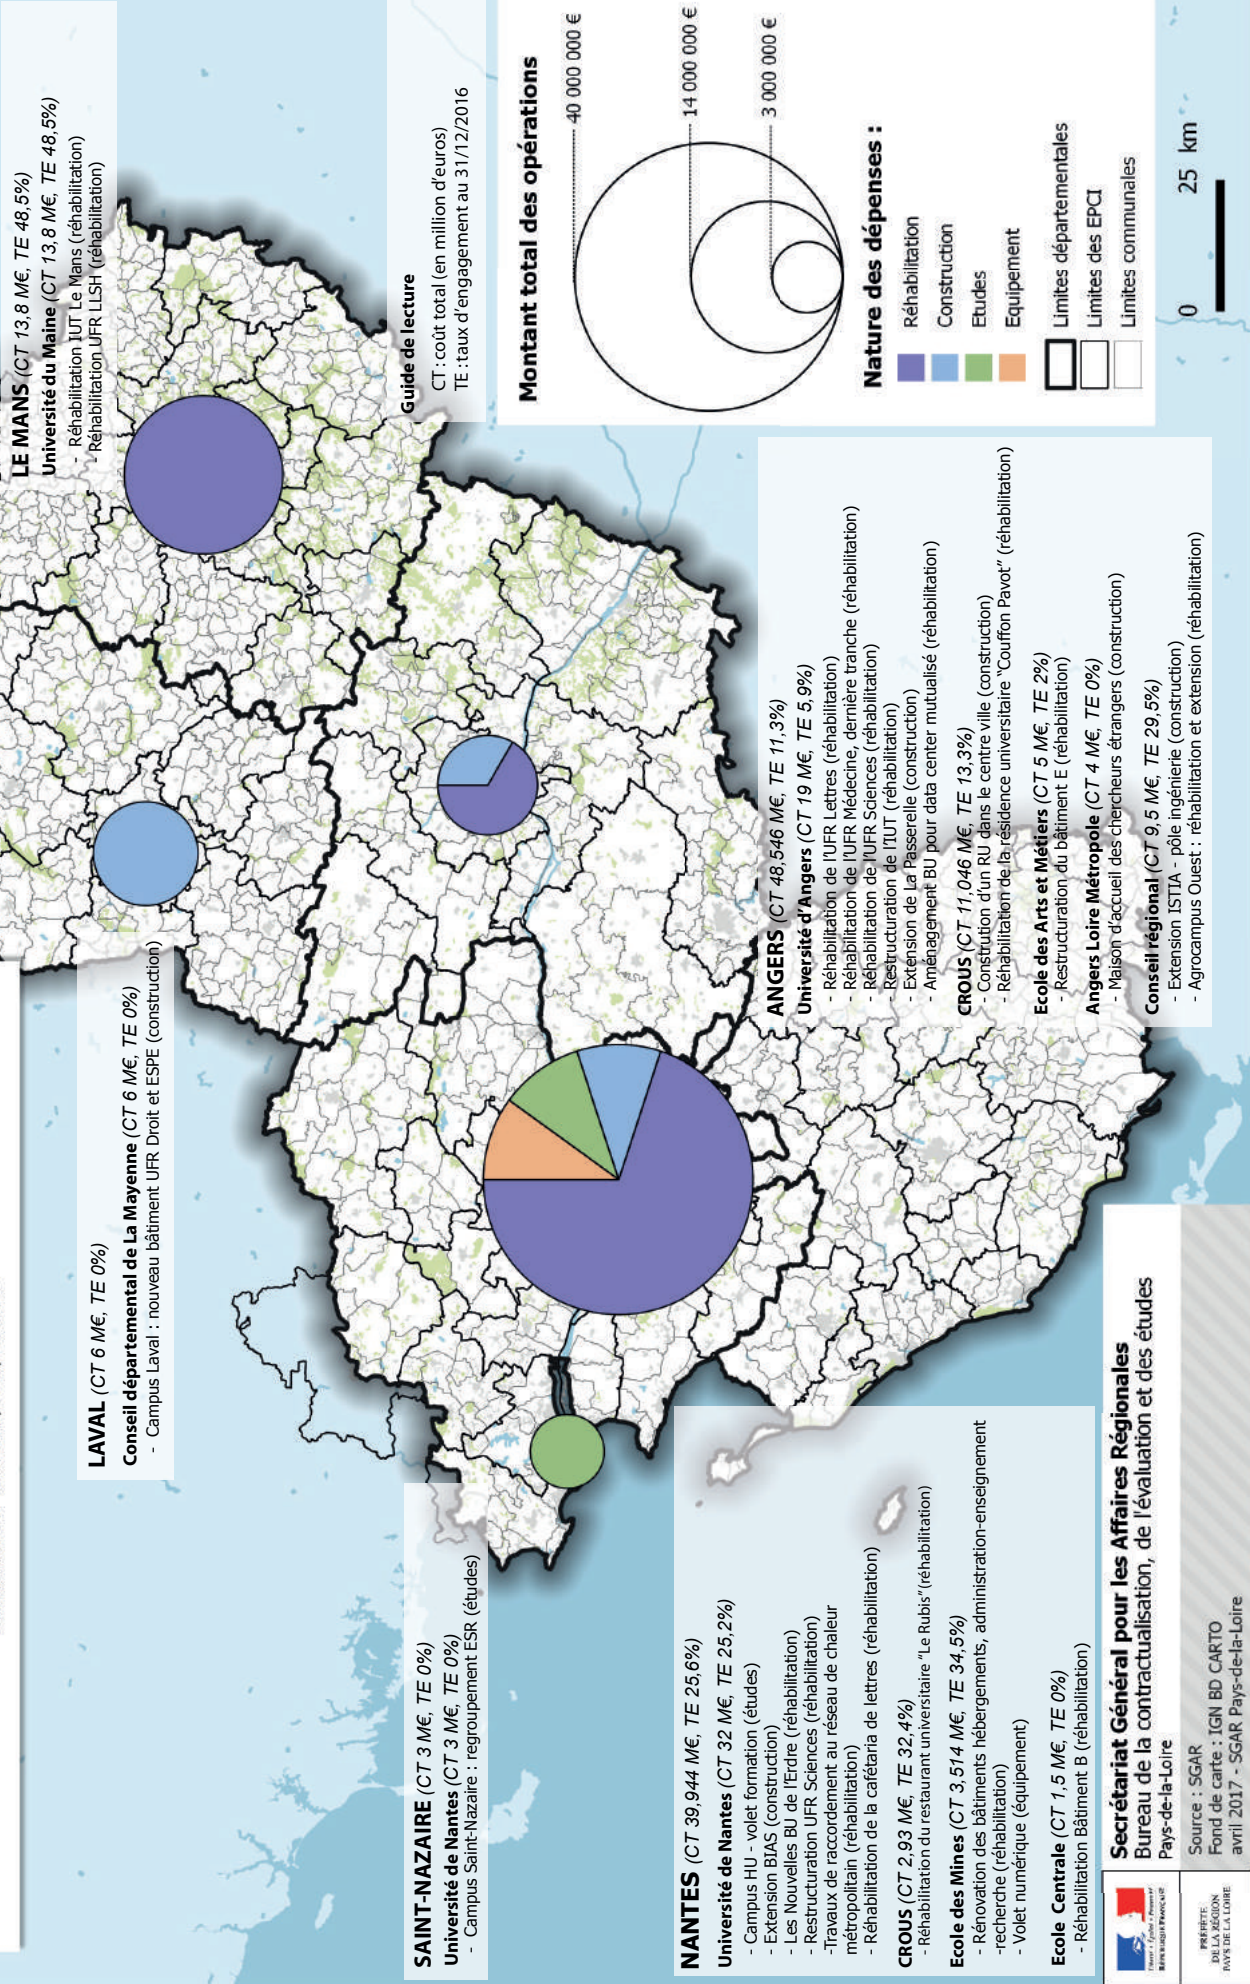 LE MANS (CT 13,8 M€, TE 48,5%)
Université du Maine (CT 13,8 M€, TE 48,5%)
- Réhabilitation IUT Le Mans (réhabilitation)
- Réhabilitation UFR LLSH (réhabilitation)
LAVAL (CT 6 M€, TE 0%)
Conseil départemental de La Mayenne (CT 6 M€, TE 0%)
- Campus Laval : nouveau bâtiment UFR Droit et ESPE (construction)
Guide de lecture
CT : coût total (en million d'euros)
TE : taux d'engagement au 31/12/2016
SAINT-NAZAIRE (CT 3 M€, TE 0%)
Université de Nantes (CT 3 M€, TE 0%)
- Campus Saint-Nazaire : regroupement ESR (études)
Montant total des opérations
40 000 000 €
14 000 000 €
3 000 000 €
Nature des dépenses :
Réhabilitation
Construction
Etudes
Equipement
Limites départementales
Limites des EPCI
Limites communales
0 25 km
NANTES (CT 39,944 M€, TE 25,6%)
Université de Nantes (CT 32 M€, TE 25,2%)
- Campus HU - volet formation (études)
- Extension BIAS (construction)
- Les Nouvelles BU de l'Erdre (réhabilitation)
- Restructuration UFR Sciences (réhabilitation)
-Travaux de raccordement au réseau de chaleur
métropolitain (réhabilitation)
- Réhabilitation de la cafétaria de lettres (réhabilitation)
CROUS (CT 2,93 M€, TE 32,4%)
- Réhabilitation du restaurant universitaire "Le Rubis" (réhabilitation)
Ecole des Mines (CT 3,514 M€, TE 34,5%)
- Rénovation des bâtiments hébergements, administration-enseignement
-recherche (réhabilitation)
- Volet numérique (équipement)
Ecole Centrale (CT 1,5 M€, TE 0%)
- Réhabilitation Bâtiment B (réhabilitation)
ANGERS (CT 48,546 M€, TE 11,3%)
Université d'Angers (CT 19 M€, TE 5,9%)
- Réhabilitation de l'UFR Lettres (réhabilitation)
- Réhabilitation de l'UFR Médecine, dernière tranche (réhabilitation)
- Réhabilitation de l'UFR Sciences (réhabilitation)
- Restructuration de l'IUT (réhabilitation)
- Extension de La Passerelle (construction)
- Aménagement BU pour data center mutualisé (réhabilitation)
CROUS (CT 11,046 M€, TE 13,3%)
- Constrution d'un RU dans le centre ville (construction)
- Réhabilitation de la résidence universitaire "Couffon Pavot" (réhabilitation)
Ecole des Arts et Métiers (CT 5 M€, TE 2%)
- Restructuration du bâtiment E (réhabilitation)
Angers Loire Métropole (CT 4 M€, TE 0%)
- Maison d'accueil des chercheurs étrangers (construction)
Conseil régional (CT 9,5 M€, TE 29,5%)
- Extension ISTIA - pôle ingénierie (construction)
- Agrocampus Ouest : réhabilitation et extension (réhabilitation)
Liberté • Égalité • Fraternité
RÉPUBLIQUE FRANÇAISE
PRÉFÈTE
DE LA RÉGION
PAYS DE LA LOIRE
Secrétariat Général pour les Affaires Régionales
Bureau de la contractualisation, de l'évaluation et des études
Pays-de-la-Loire
Source : SGAR
Fond de carte : IGN BD CARTO
avril 2017 - SGAR Pays-de-la-Loire